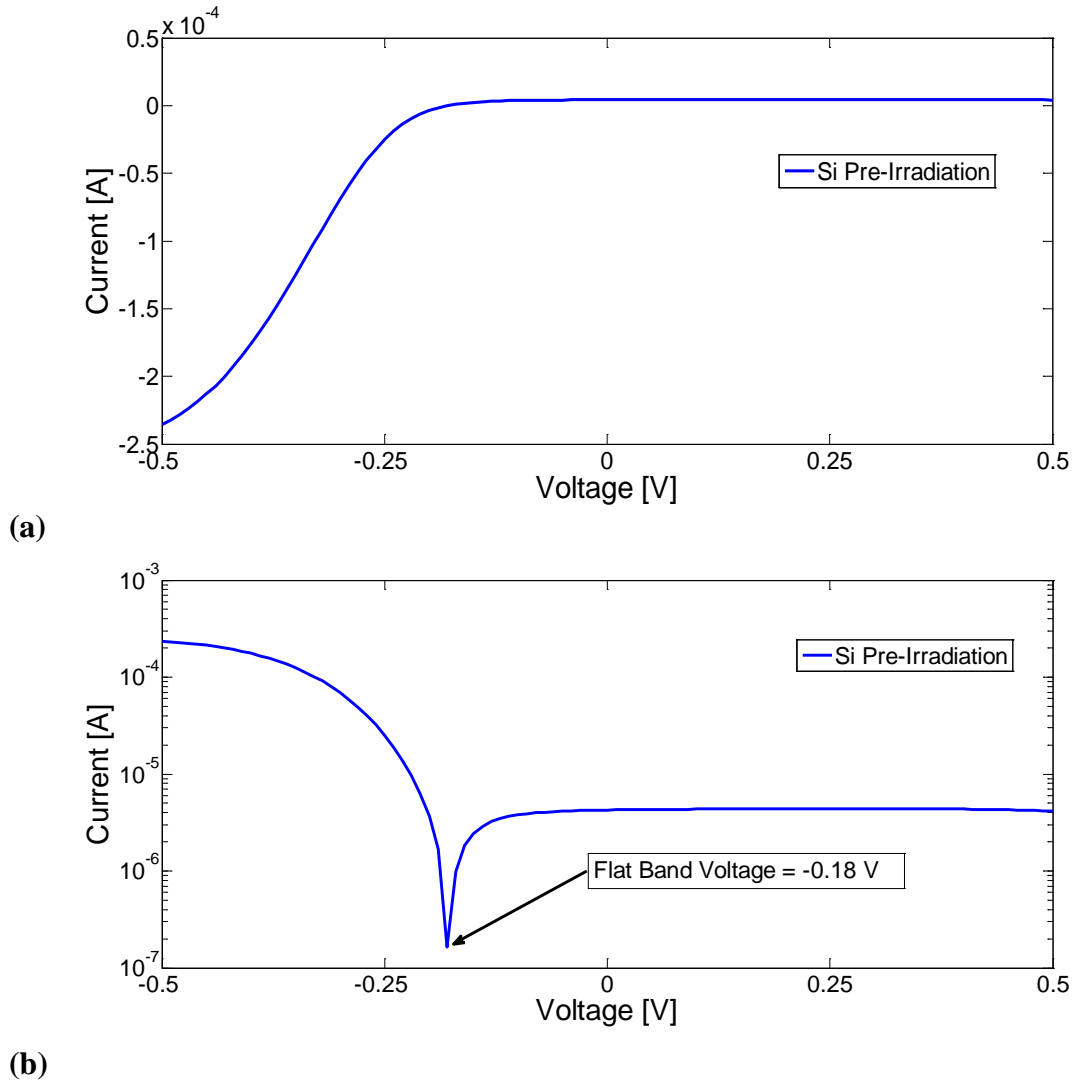 x 10-4
0.5
0
-0.5
-1
-1.5
-2
-2.5
-0.5 -0.25 0 0.25 0.5
Current [A]
Voltage [V]
Si Pre-Irradiation
(a)
10-3
10-4
10-5
10-6
10-7
-0.5 -0.25 0 0.25 0.5
Current [A]
Voltage [V]
Si Pre-Irradiation
Flat Band Voltage = -0.18 V
(b)